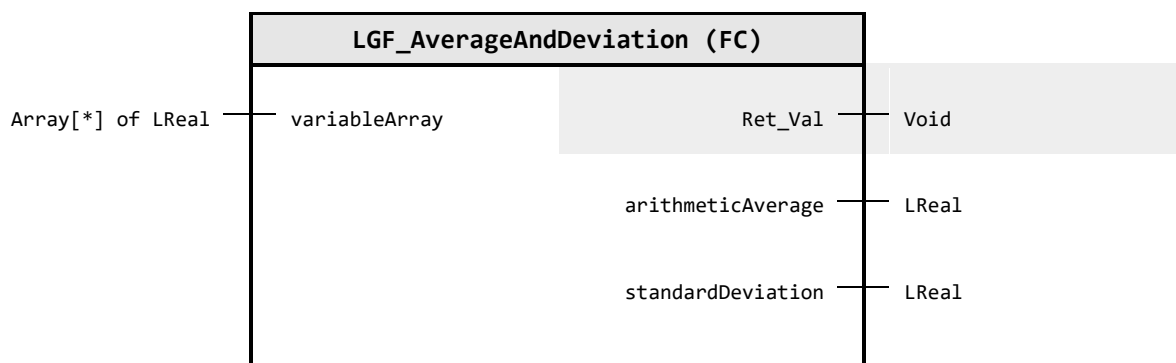 LGF_AverageAndDeviation (FC)
Array[*] of LReal variableArray Ret_Val Void
arithmeticAverage LReal
standardDeviation LReal